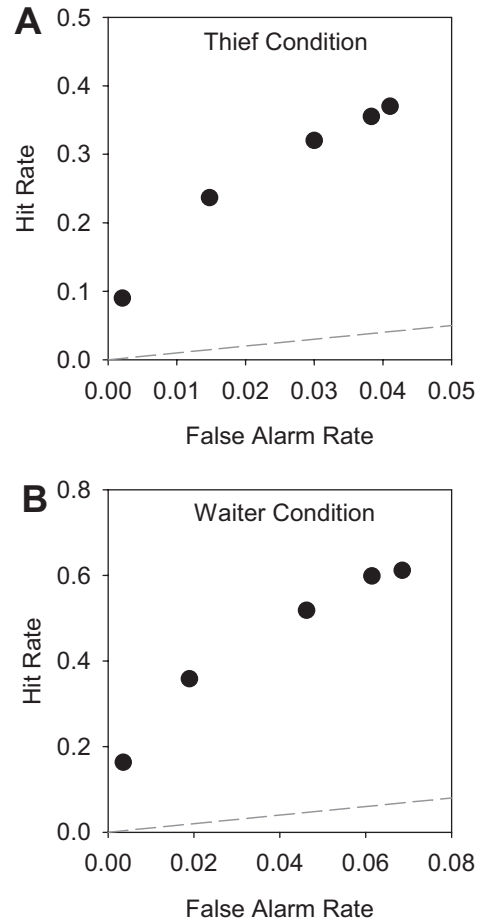 A
Thief Condition
0.5
0.4
0.3
0.2
0.1
0.0
Hit Rate
0.00 0.01 0.02 0.03 0.04 0.05
False Alarm Rate
B
Waiter Condition
0.8
0.6
0.4
0.2
0.0
Hit Rate
0.00 0.02 0.04 0.06 0.08
False Alarm Rate